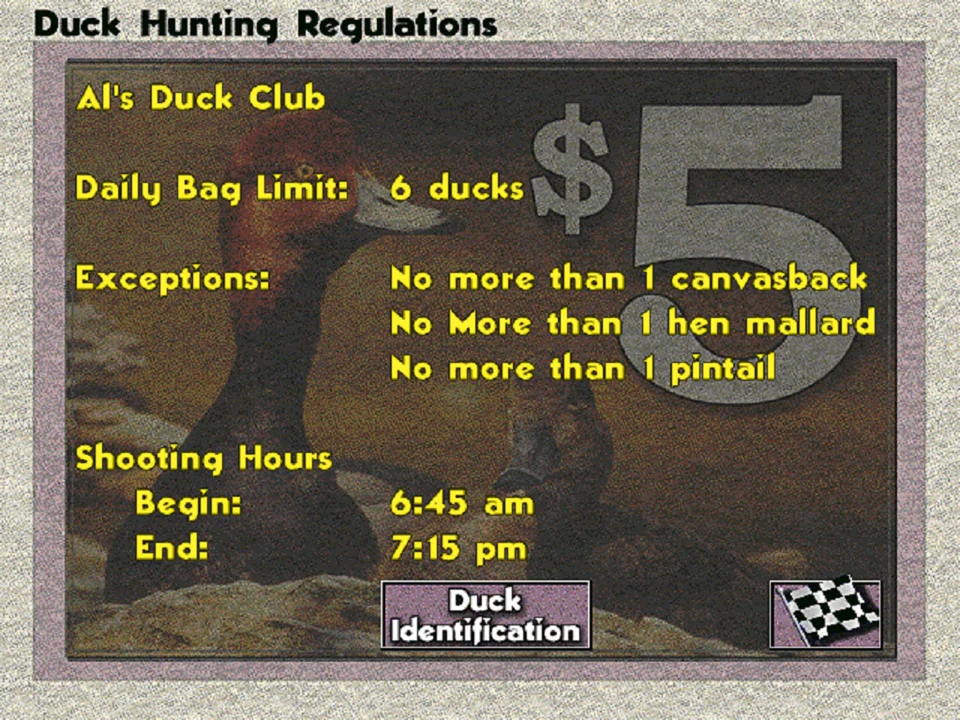 Duck Hunting Regulations
Al's Duck Club
$5
Daily Bag Limit: 6 ducks
Exceptions: No more than 1 canvasback
No More than 1 hen mallard
No more than 1 pintail
Shooting Hours
Begin: 6:45 am
End: 7:15 pm
Duck
Identification